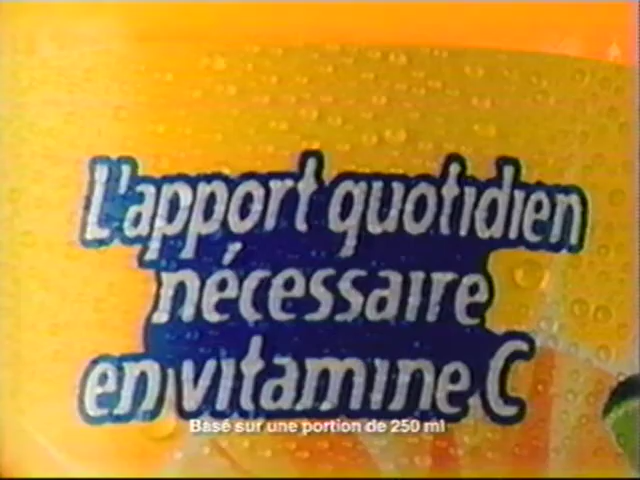 L'apport quotidien
nécessaire
en vitamine C
Basé sur une portion de 250 ml